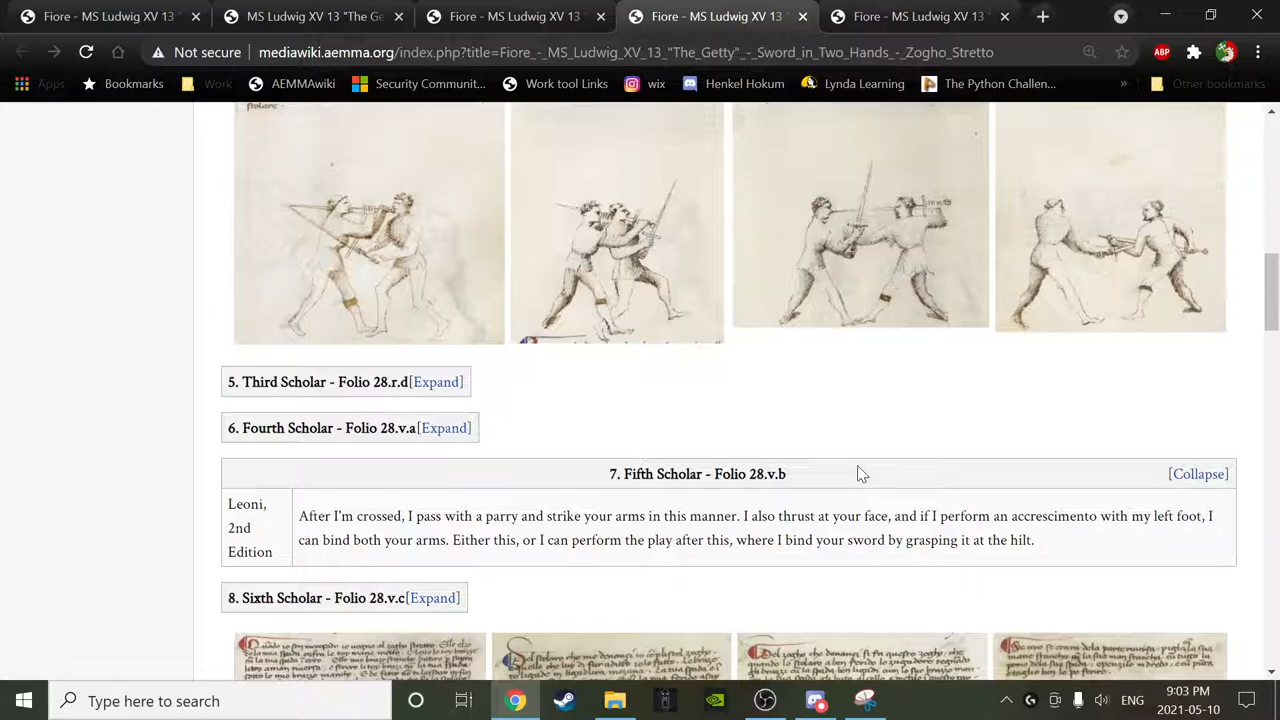 Fiore - MS Ludwig XV 13
MS Ludwig XV 13 "The Ge
Fiore - MS Ludwig XV 13
Fiore - MS Ludwig XV 13
Fiore - MS Ludwig XV 13
Not secure mediawiki.aemma.org/index.php?title=Fiore_-_MS_Ludwig_XV_13_"The_Getty"_-_Sword_in_Two_Hands_-_Zogho_Stretto
ABP
Apps Bookmarks Work AEMMAwiki Security Communit... Work tool Links wix Henkel Hokum Lynda Learning The Python Challen... » Other bookmarks
5. Third Scholar - Folio 28.r.d[Expand]
6. Fourth Scholar - Folio 28.v.a[Expand]
7. Fifth Scholar - Folio 28.v.b [Collapse]
Leoni,
2nd
Edition
After I'm crossed, I pass with a parry and strike your arms in this manner. I also thrust at your face, and if I perform an accrescimento with my left foot, I
can bind both your arms. Either this, or I can perform the play after this, where I bind your sword by grasping it at the hilt.
8. Sixth Scholar - Folio 28.v.c[Expand]
Type here to search
ENG
9:03 PM
2021-05-10